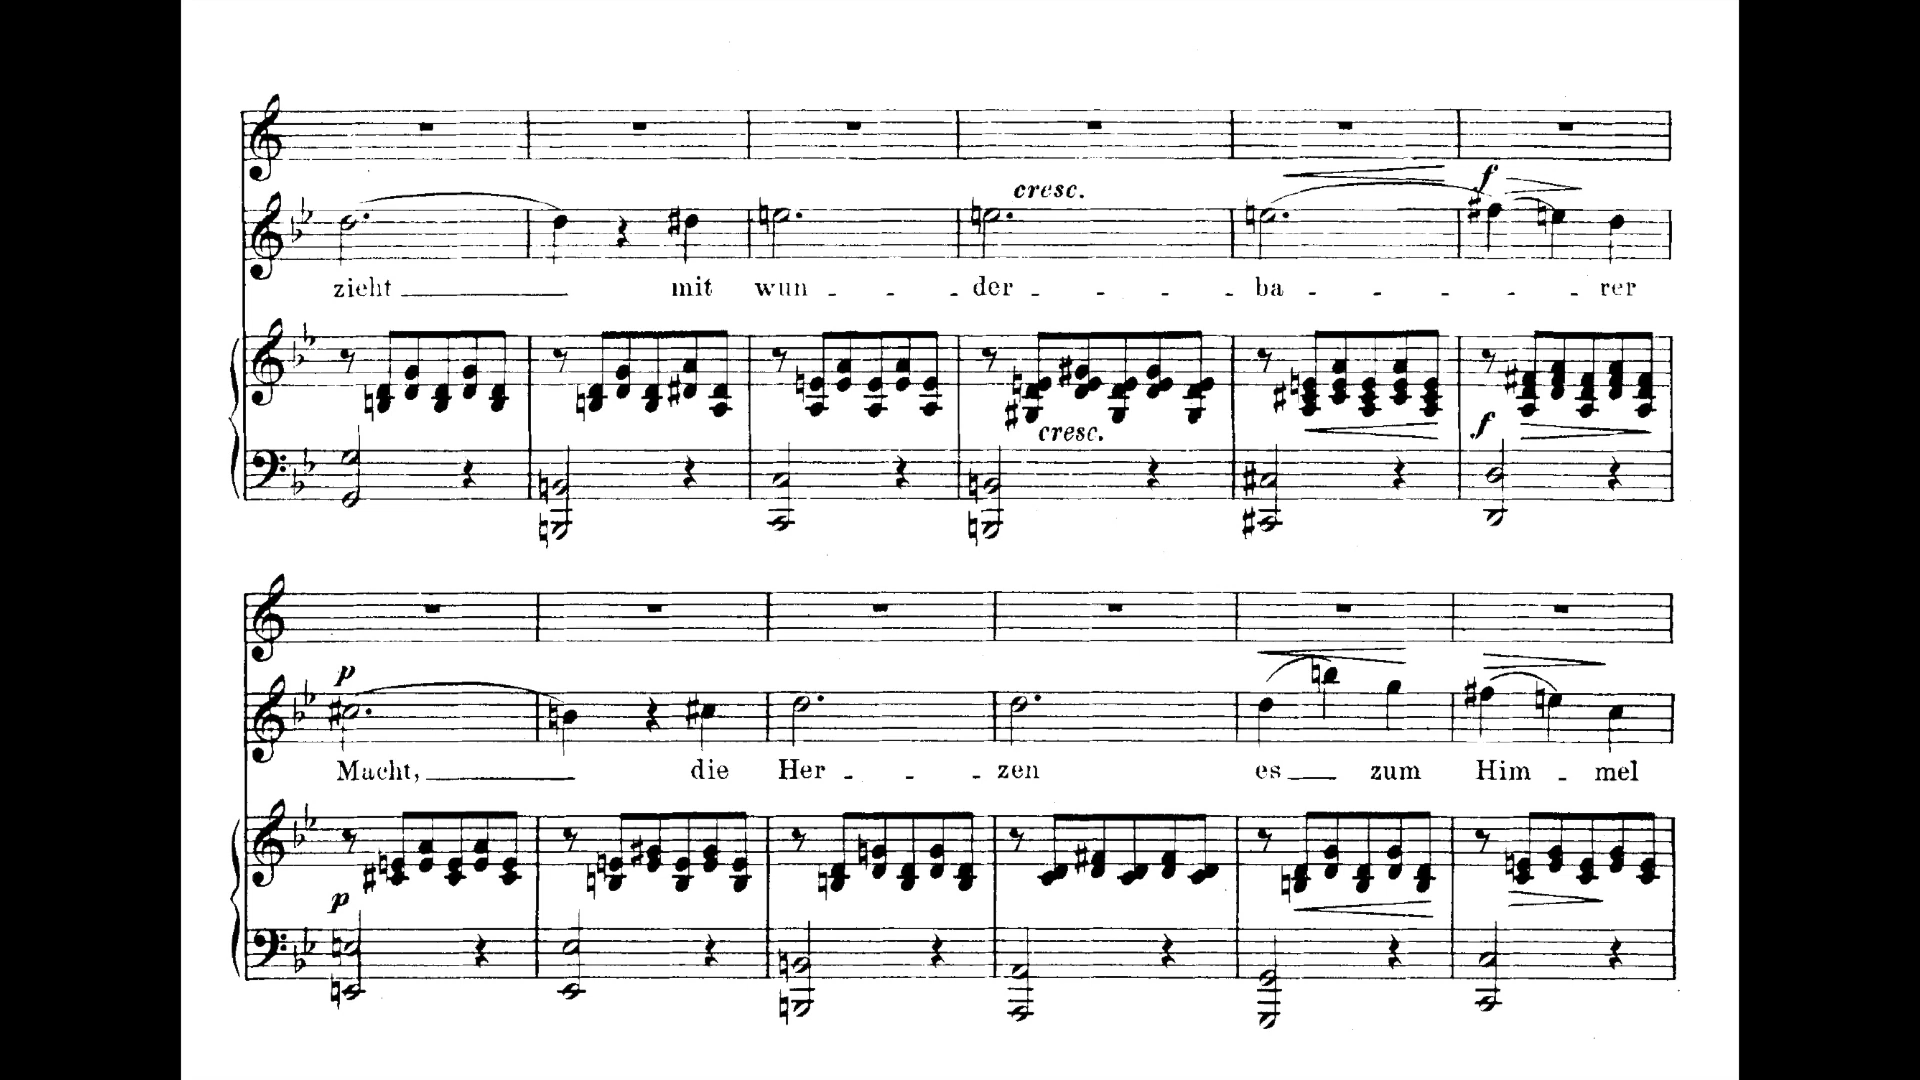 cresc.
f
zieht mit wun - - - der - - - - ba - - - - - rer
cresc.
f
p
Macht, die Her - - - zen es zum Him - mel
p